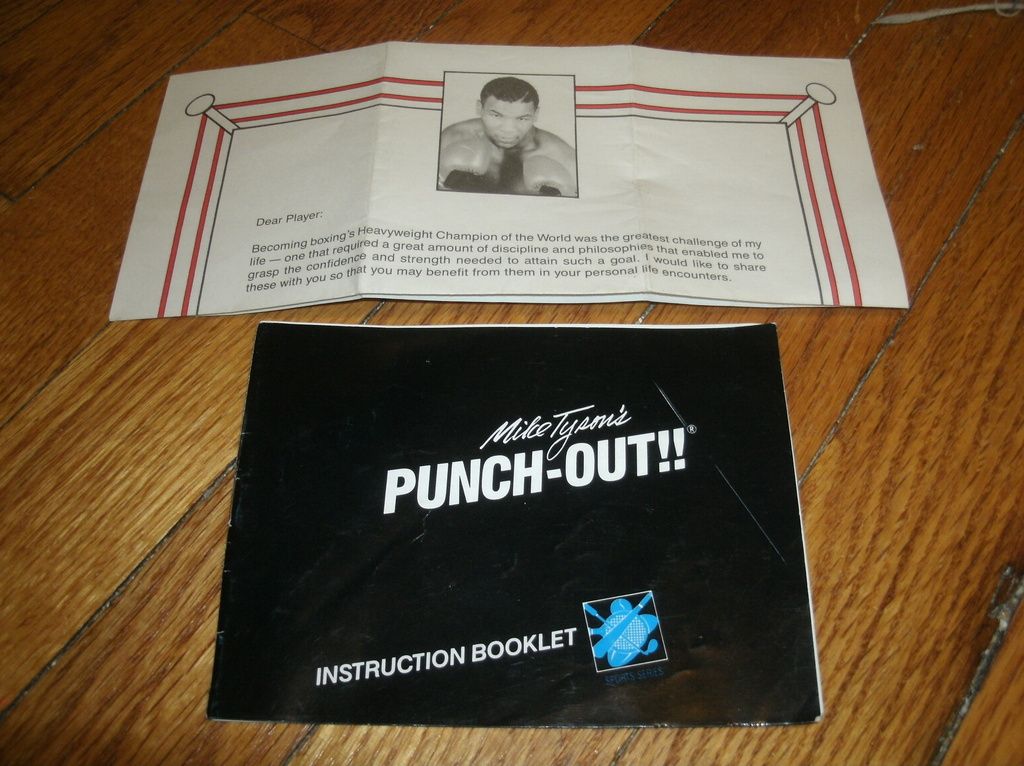 Dear Player:
Becoming boxing's Heavyweight Champion of the World was the greatest challenge of my
life — one that required a great amount of discipline and philosophies that enabled me to
grasp the confidence and strength needed to attain such a goal. I would like to share
these with you so that you may benefit from them in your personal life encounters.
Mike Tyson's
PUNCH-OUT!!®
INSTRUCTION BOOKLET
SPORTS SERIES